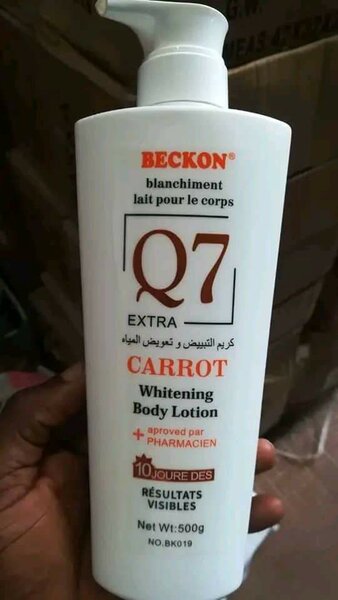 BECKON®
blanchiment
lait pour le corps
Q7
EXTRA
كريم التبييض و تعويض المياه
CARROT
Whitening
Body Lotion
+ aproved par
PHARMACIEN
10 JOURE DES
RÉSULTATS
VISIBLES
Net Wt:500g
NO.BK019